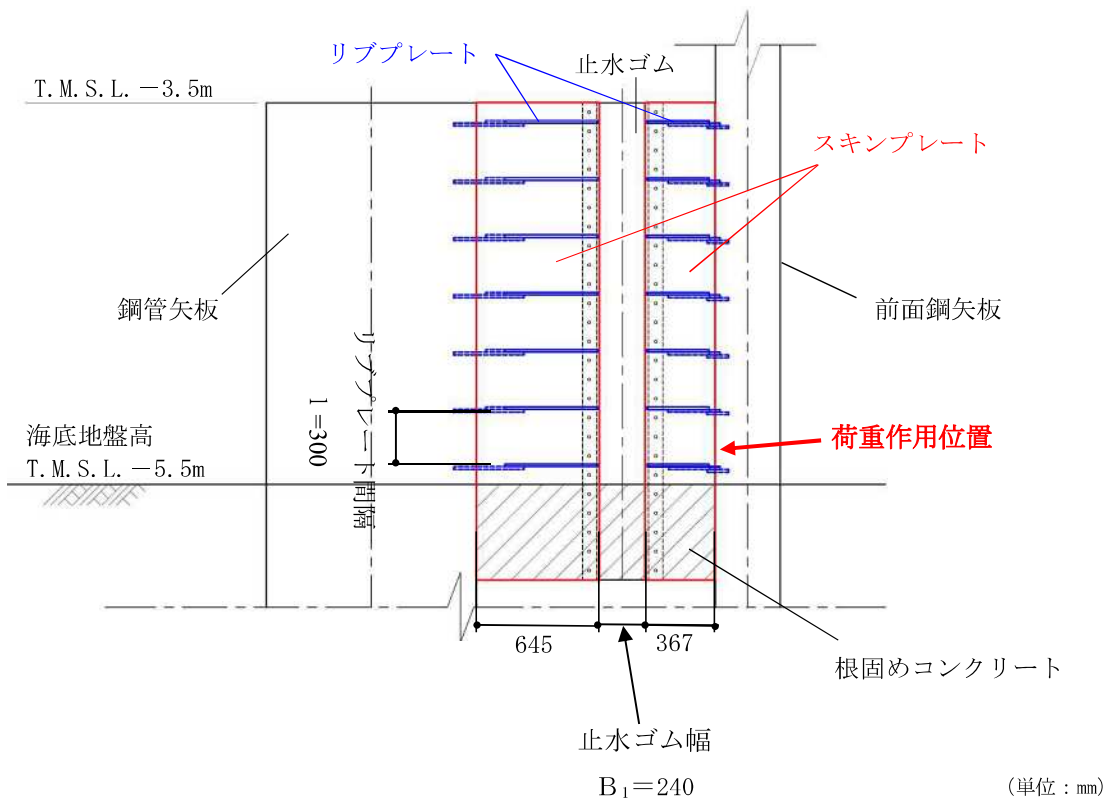 リブプレート
止水ゴム
T.M.S.L.－3.5m
スキンプレート
鋼管矢板
前面鋼矢板
リブプレート間隔
l=300
荷重作用位置
海底地盤高
T.M.S.L.－5.5m
645
367
根固めコンクリート
止水ゴム幅
B₁＝240
(単位：mm)